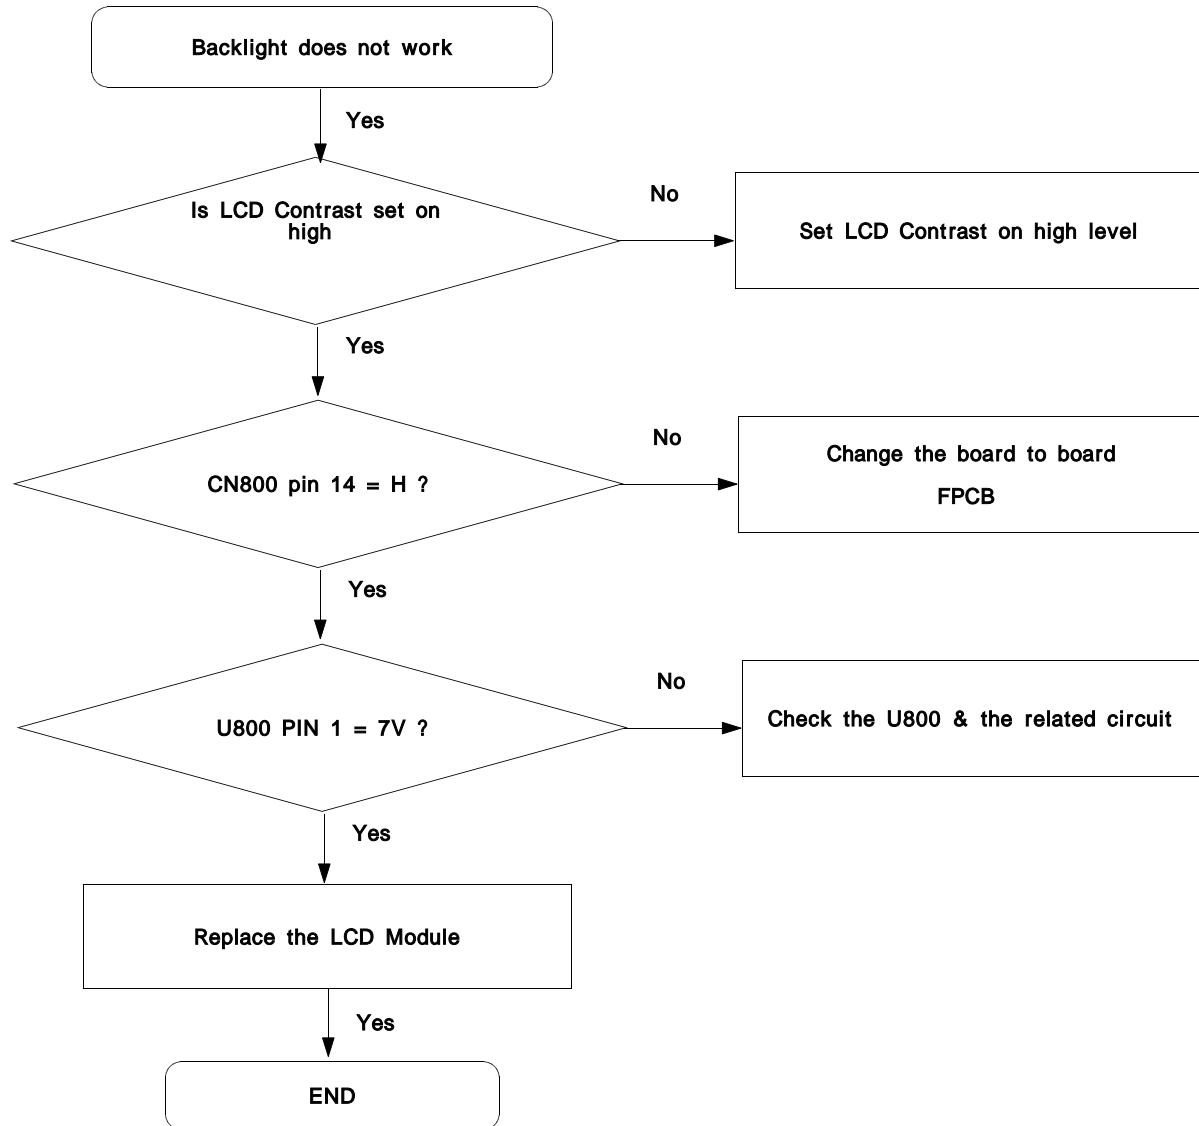 Backlight does not work
Yes
Is LCD Contrast set on
high
No
Set LCD Contrast on high level
Yes
CN800 pin 14 = H ?
No
Change the board to board
FPCB
Yes
U800 PIN 1 = 7V ?
No
Check the U800 & the related circuit
Yes
Replace the LCD Module
Yes
END